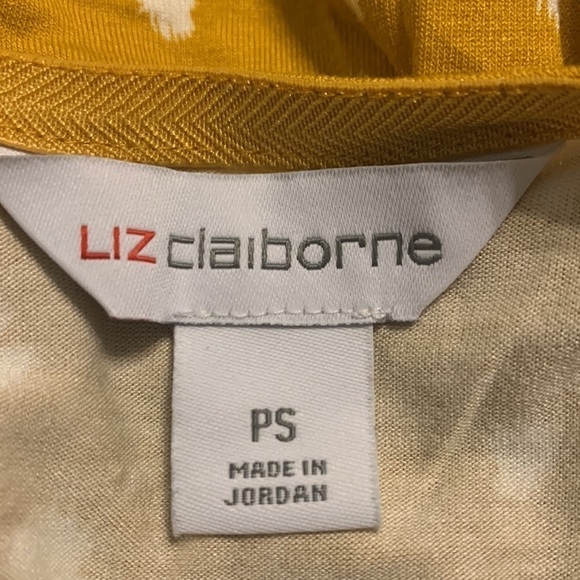 LIZ claiborne
PS
MADE IN
JORDAN